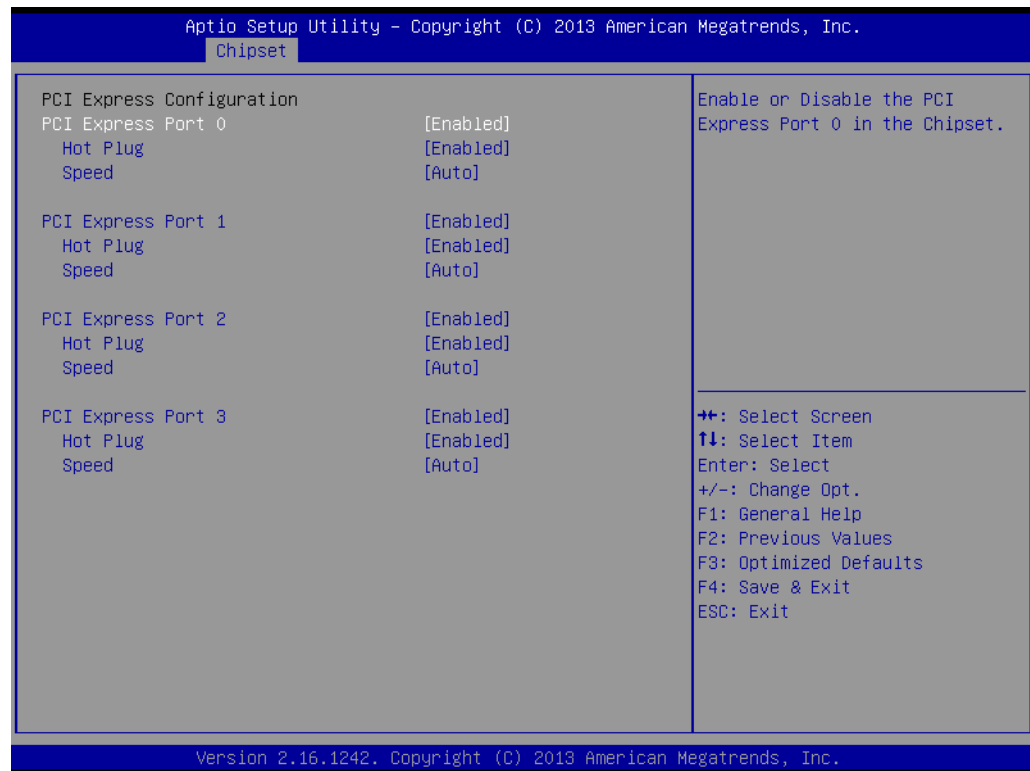 Aptio Setup Utility – Copyright (C) 2013 American Megatrends, Inc.
Chipset
PCI Express Configuration
PCI Express Port 0 [Enabled]
Hot Plug [Enabled]
Speed [Auto]
PCI Express Port 1 [Enabled]
Hot Plug [Enabled]
Speed [Auto]
PCI Express Port 2 [Enabled]
Hot Plug [Enabled]
Speed [Auto]
PCI Express Port 3 [Enabled]
Hot Plug [Enabled]
Speed [Auto]
Enable or Disable the PCI
Express Port 0 in the Chipset.
→←: Select Screen
↑↓: Select Item
Enter: Select
+/-: Change Opt.
F1: General Help
F2: Previous Values
F3: Optimized Defaults
F4: Save & Exit
ESC: Exit
Version 2.16.1242. Copyright (C) 2013 American Megatrends, Inc.